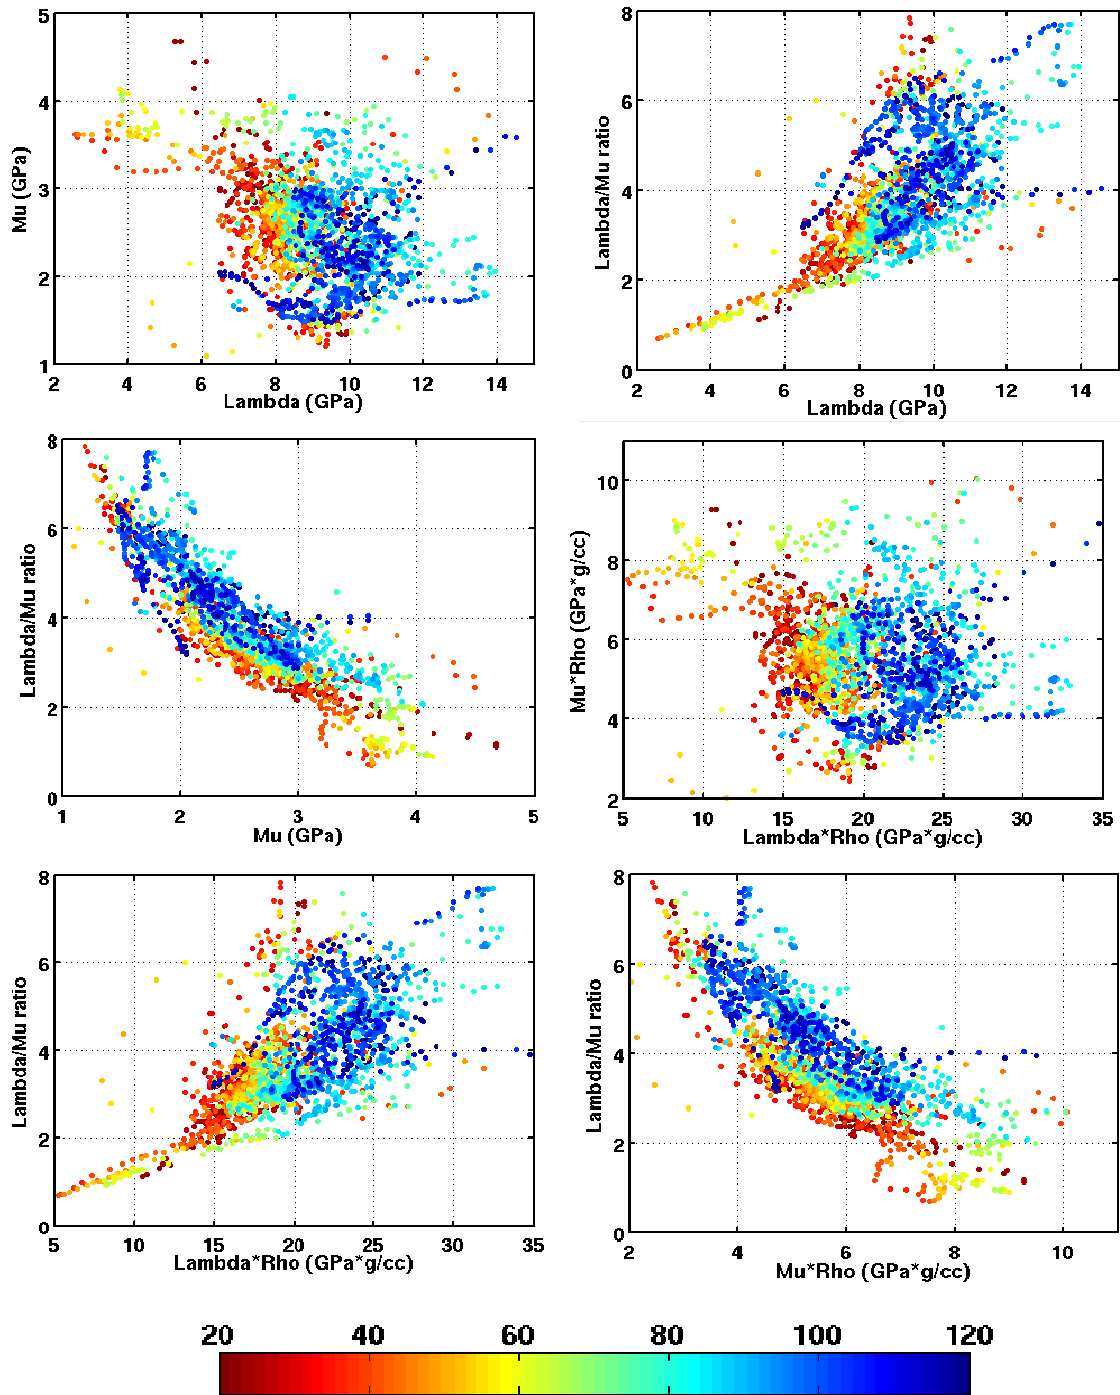 5
4
3
2
1
Mu (GPa)
2 4 6 8 10 12 14
Lambda (GPa)
8
6
4
2
0
Lambda/Mu ratio
2 4 6 8 10 12 14
Lambda (GPa)
8
6
4
2
0
Lambda/Mu ratio
1 2 3 4 5
Mu (GPa)
10
8
6
4
2
Mu*Rho (GPa*g/cc)
5 10 15 20 25 30 35
Lambda*Rho (GPa*g/cc)
8
6
4
2
0
Lambda/Mu ratio
5 10 15 20 25 30 35
Lambda*Rho (GPa*g/cc)
8
6
4
2
0
Lambda/Mu ratio
2 4 6 8 10
Mu*Rho (GPa*g/cc)
20 40 60 80 100 120